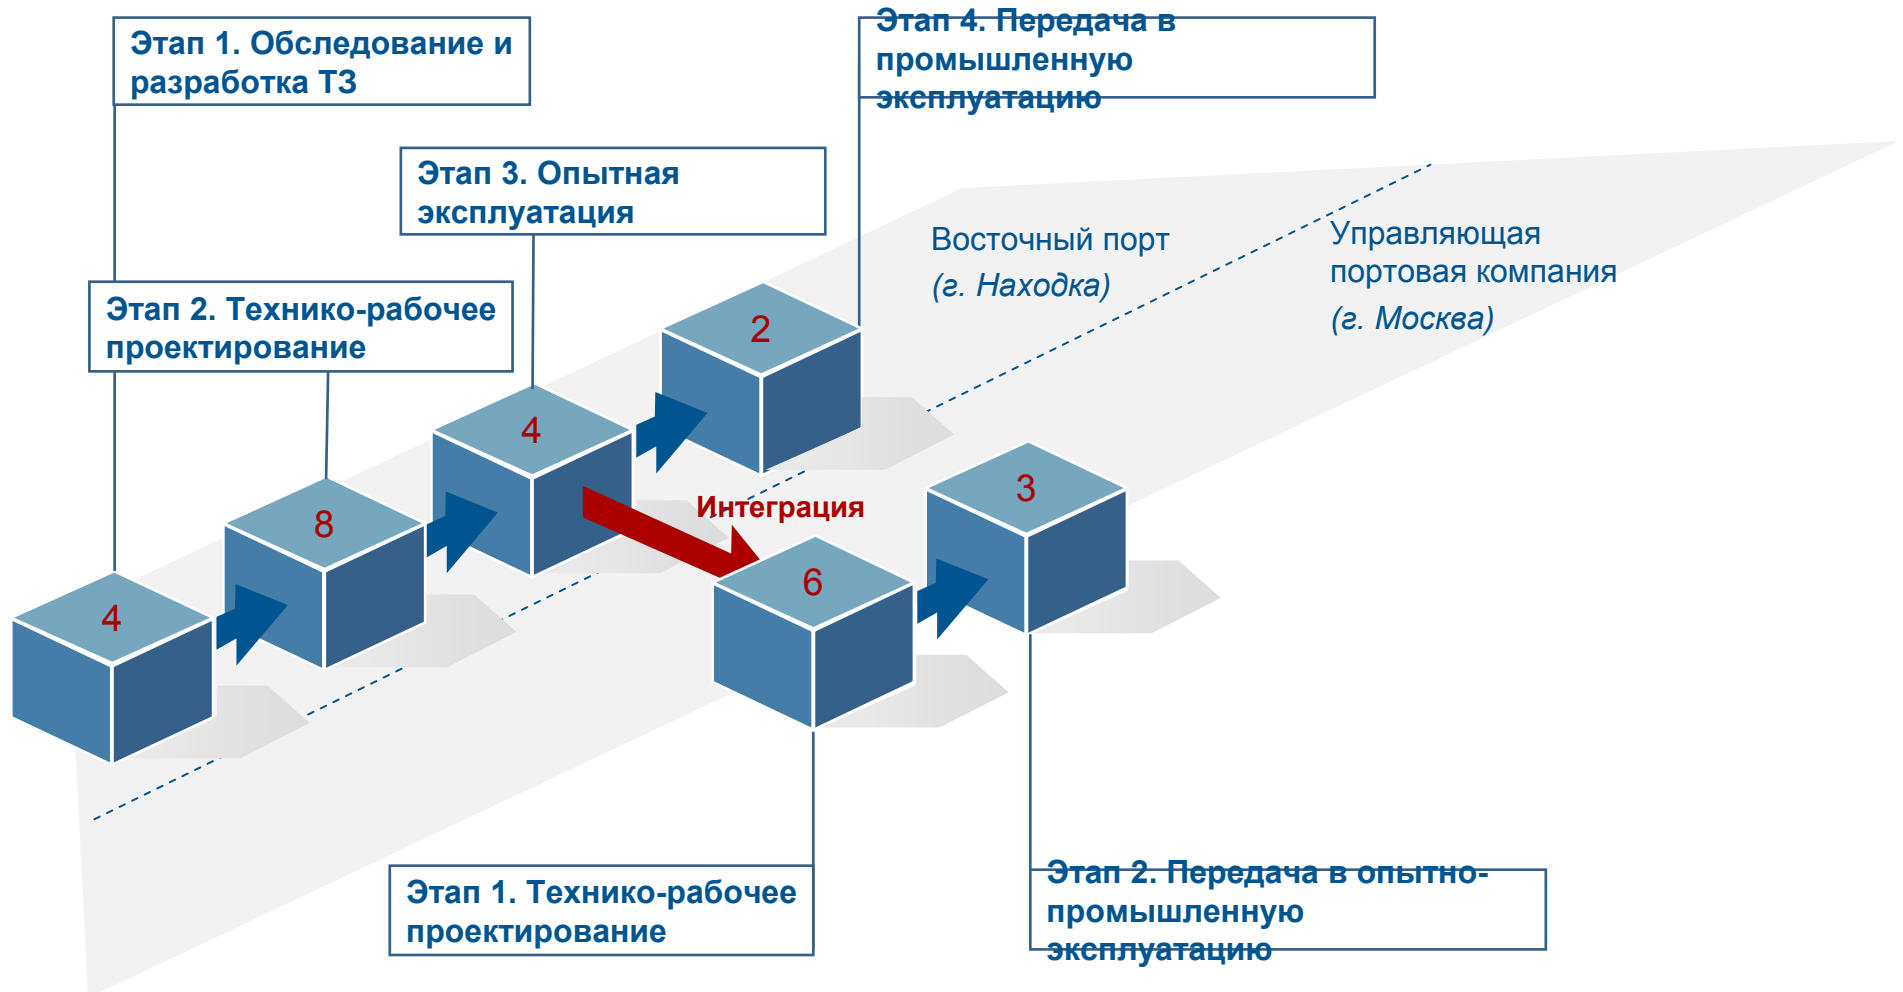 Этап 1. Обследование и
разработка ТЗ
Этап 4. Передача в
промышленную
эксплуатацию
Этап 3. Опытная
эксплуатация
Восточный порт
(г. Находка)
Управляющая
портовая компания
(г. Москва)
Этап 2. Технико-рабочее
проектирование
2
4
Интеграция
3
8
6
4
Этап 1. Технико-рабочее
проектирование
Этап 2. Передача в опытно-
промышленную
эксплуатацию